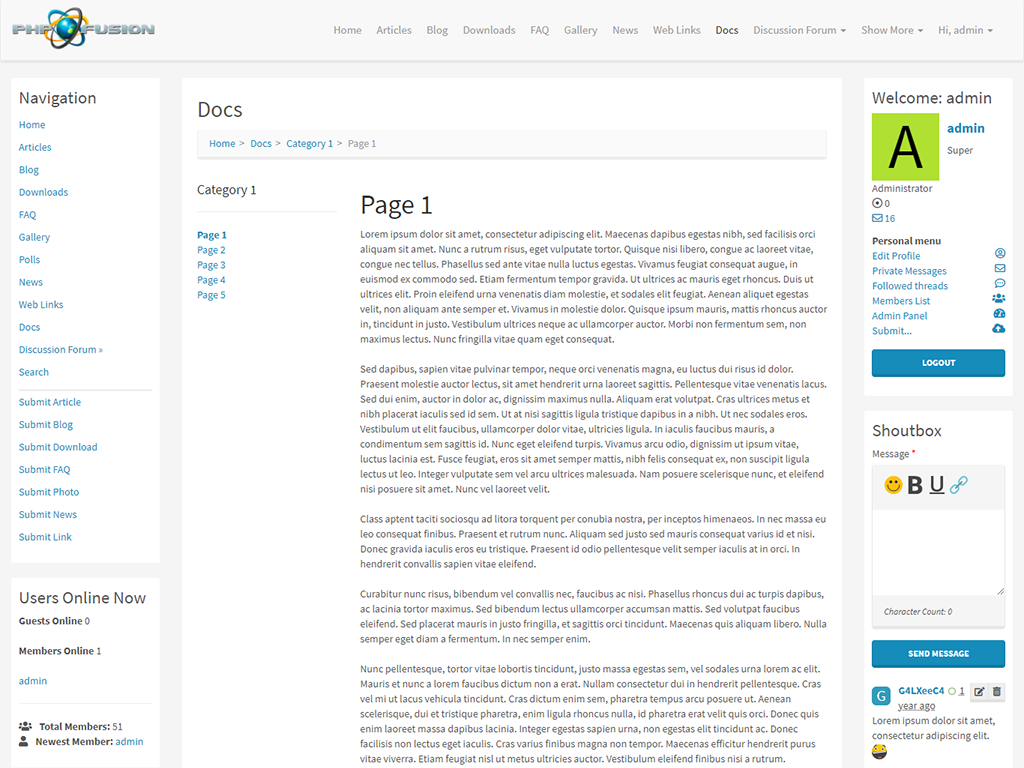 PHP FUSION
Home Articles Blog Downloads FAQ Gallery News Web Links Docs Discussion Forum Show More Hi, admin
Navigation
Home
Articles
Blog
Downloads
FAQ
Gallery
Polls
News
Web Links
Docs
Discussion Forum »
Search
Submit Article
Submit Blog
Submit Download
Submit FAQ
Submit Photo
Submit News
Submit Link
Users Online Now
Guests Online 0
Members Online 1
admin
Total Members: 51
Newest Member: admin
Docs
Home > Docs > Category 1 > Page 1
Category 1
Page 1
Page 2
Page 3
Page 4
Page 5
Page 1
Lorem ipsum dolor sit amet, consectetur adipiscing elit. Maecenas dapibus egestas nibh, sed facilisis orci
aliquam sit amet. Nunc a rutrum risus, eget vulputate tortor. Quisque nisi libero, congue ac laoreet vitae,
congue nec tellus. Phasellus sed ante vitae nulla luctus egestas. Vivamus feugiat consequat augue, in
euismod ex commodo sed. Etiam fermentum tempor gravida. Ut ultrices ac mauris eget rhoncus. Duis ut
ultrices elit. Proin eleifend urna venenatis diam molestie, et sodales elit feugiat. Aenean aliquet egestas
velit, non aliquam ante semper et. Vivamus in molestie dolor. Quisque ipsum mauris, mattis rhoncus auctor
in, tincidunt in justo. Vestibulum ultrices neque ac ullamcorper auctor. Morbi non fermentum sem, non
maximus lectus. Nunc fringilla vitae quam eget consequat.
Sed dapibus, sapien vitae pulvinar tempor, neque orci venenatis magna, eu luctus dui risus id dolor.
Praesent molestie auctor lectus, sit amet hendrerit urna laoreet sagittis. Pellentesque vitae venenatis lacus.
Sed dui enim, auctor in dolor ac, dignissim maximus nulla. Aliquam erat volutpat. Cras ultrices metus et
nibh placerat iaculis sed id sem. Ut at nisi sagittis ligula tristique dapibus in a nibh. Ut nec sodales eros.
Vestibulum ut elit faucibus, ullamcorper dolor vitae, ultricies ligula. In iaculis faucibus mauris, a
condimentum sem sagittis id. Nunc eget eleifend turpis. Vivamus arcu odio, dignissim ut ipsum vitae,
luctus lacinia est. Fusce feugiat, eros sit amet semper mattis, nibh felis consequat ex, non suscipit ligula
lectus ut leo. Integer vulputate sem vel arcu ultrices malesuada. Nam posuere scelerisque nunc, et eleifend
nisi posuere sit amet. Nunc vel laoreet velit.
Class aptent taciti sociosqu ad litora torquent per conubia nostra, per inceptos himenaeos. In nec massa eu
leo consequat finibus. Praesent et rutrum nunc. Aliquam sed justo sed mauris consequat varius id et nisi.
Donec gravida iaculis eros eu tristique. Praesent id odio pellentesque velit semper iaculis at in orci. In
hendrerit convallis sapien vitae eleifend.
Curabitur nunc risus, bibendum vel convallis nec, faucibus ac nisi. Phasellus rhoncus dui ac turpis dapibus,
ac lacinia tortor maximus. Sed bibendum lectus ullamcorper accumsan mattis. Sed volutpat faucibus
eleifend. Sed placerat mauris in justo fringilla, et sagittis orci tincidunt. Maecenas quis aliquam libero. Nulla
semper eget diam a fermentum. In nec semper enim.
Nunc pellentesque, tortor vitae lobortis tincidunt, justo massa egestas sem, vel sodales urna lorem ac elit.
Mauris et nunc a lorem faucibus dictum non a erat. Nullam consectetur dui in hendrerit pellentesque. Cras
vel mi ut lacus vehicula tincidunt. Cras dictum enim sem, pharetra tempus arcu posuere ut. Aenean
scelerisque, dui et tristique pharetra, enim ligula rhoncus nulla, id pharetra erat velit quis orci. Donec quis
enim laoreet massa dapibus lacinia. Integer egestas sapien urna, non egestas elit tincidunt ac. Donec
facilisis non lectus eget iaculis. Cras varius finibus magna non tempor. Maecenas efficitur hendrerit purus
vitae viverra. Etiam feugiat nisl ut metus ultricies auctor. Vestibulum eleifend finibus nisi a rutrum.
Welcome: admin
A
admin
Super
Administrator
0
16
Personal menu
Edit Profile
Private Messages
Followed threads
Members List
Admin Panel
Submit...
LOGOUT
Shoutbox
Message *
B U
Character Count: 0
SEND MESSAGE
G
G4LXeeC4 1
year ago
Lorem ipsum dolor sit amet,
consectetur adipiscing elit.